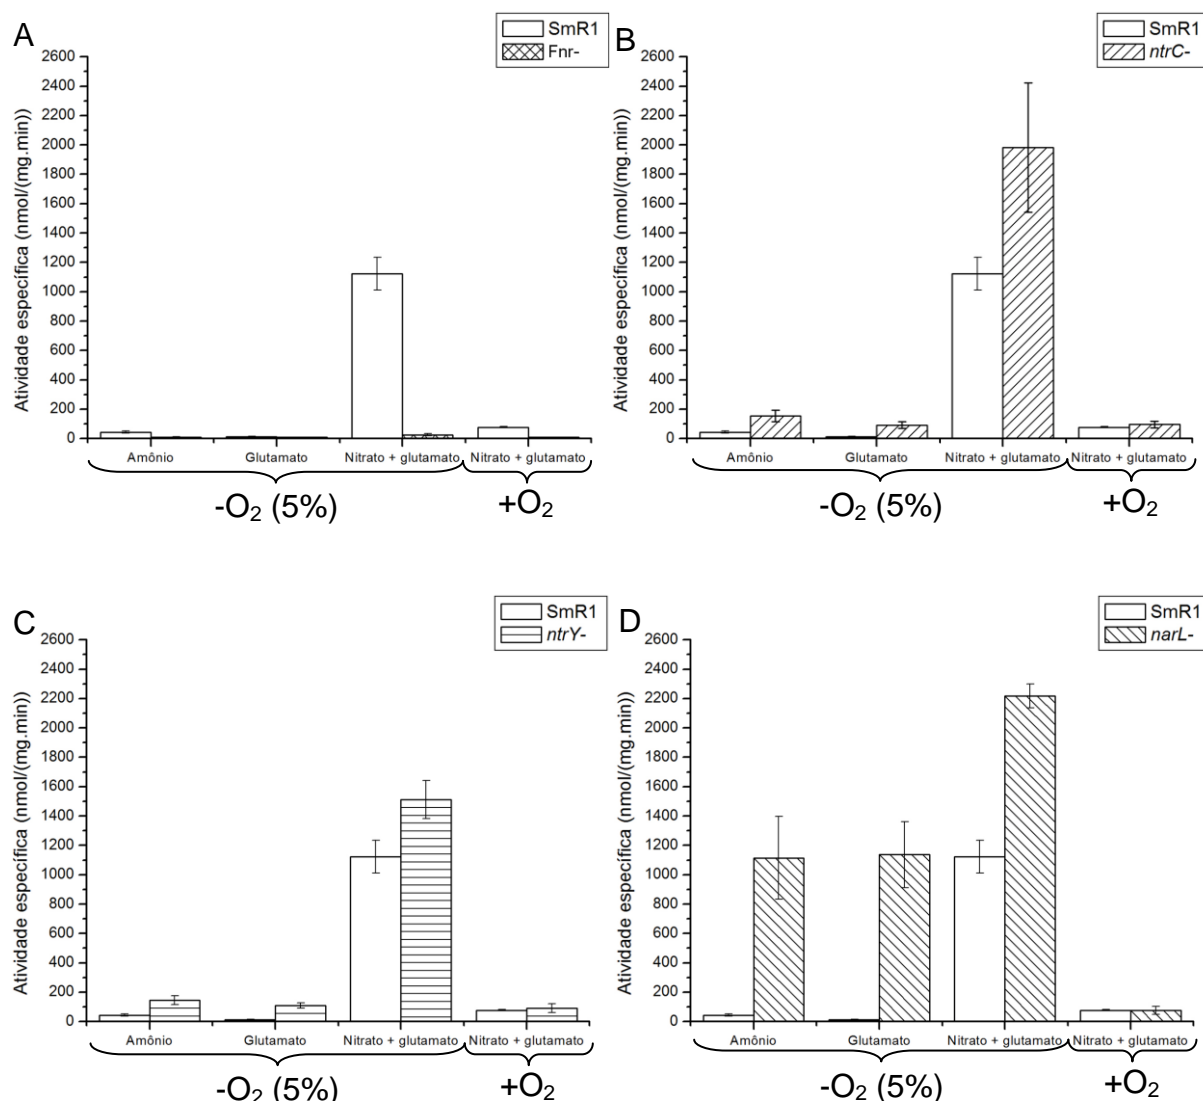 A
SmR1
Fnr-
Atividade específica (nmol/(mg.min))
2600
2400
2200
2000
1800
1600
1400
1200
1000
800
600
400
200
0
Amônio Glutamato Nitrato + glutamato Nitrato + glutamato
-O₂ (5%) +O₂
B
SmR1
ntrC-
Atividade específica (nmol/(mg.min))
2600
2400
2200
2000
1800
1600
1400
1200
1000
800
600
400
200
0
Amônio Glutamato Nitrato + glutamato Nitrato + glutamato
-O₂ (5%) +O₂
C
SmR1
ntrY-
Atividade específica (nmol/(mg.min))
2600
2400
2200
2000
1800
1600
1400
1200
1000
800
600
400
200
0
Amônio Glutamato Nitrato + glutamato Nitrato + glutamato
-O₂ (5%) +O₂
D
SmR1
narL-
Atividade específica (nmol/(mg.min))
2600
2400
2200
2000
1800
1600
1400
1200
1000
800
600
400
200
0
Amônio Glutamato Nitrato + glutamato Nitrato + glutamato
-O₂ (5%) +O₂